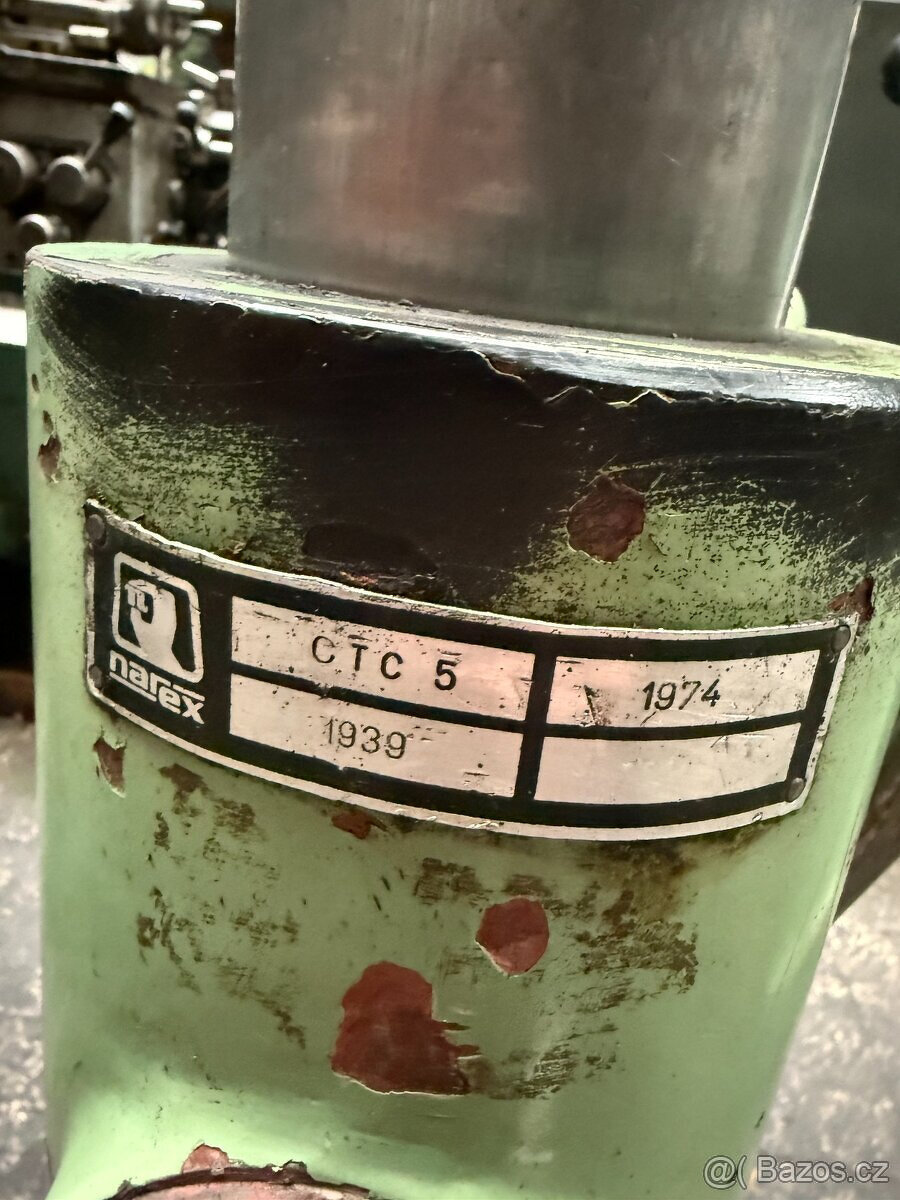 narex
CTC 5
1974
1939
@( Bazos.cz